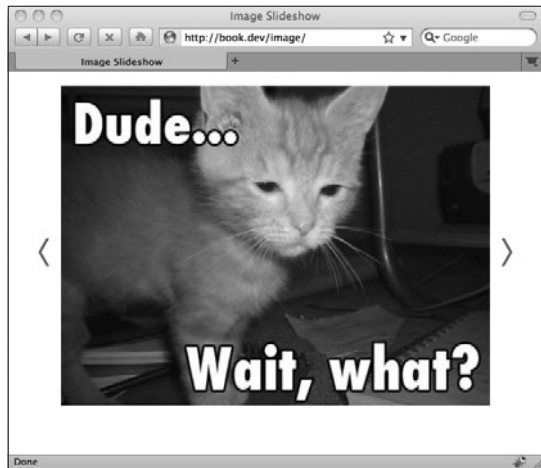 Image Slideshow
http://book.dev/image/
Google
Image Slideshow
+
Dude...
Wait, what?
Done